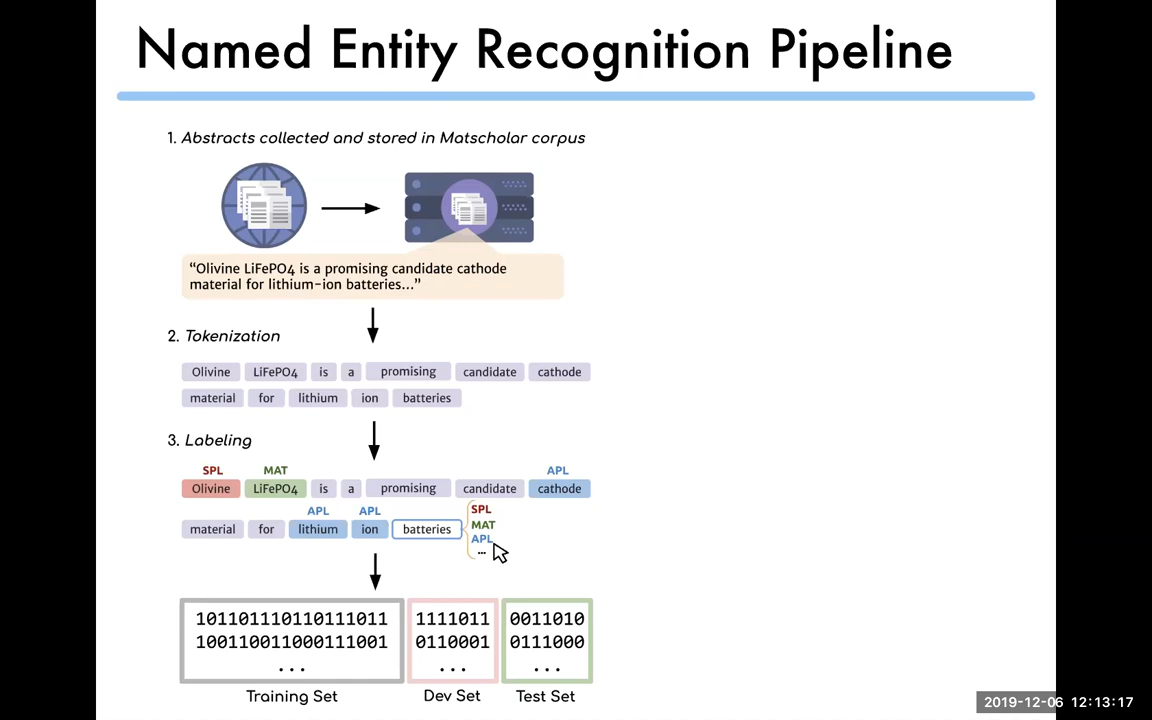 Named Entity Recognition Pipeline
1. Abstracts collected and stored in Matscholar corpus
“Olivine LiFePO4 is a promising candidate cathode
material for lithium-ion batteries...”
2. Tokenization
Olivine LiFePO4 is a promising candidate cathode
material for lithium ion batteries
3. Labeling
SPL MAT APL
Olivine LiFePO4 is a promising candidate cathode
APL APL
material for lithium ion batteries
SPL
MAT
APL
...
1011011110110111011 1111011 0011010
100110011000111001 0110001 0111000
... ... ...
Training Set Dev Set Test Set
2019-12-06 12:13:17